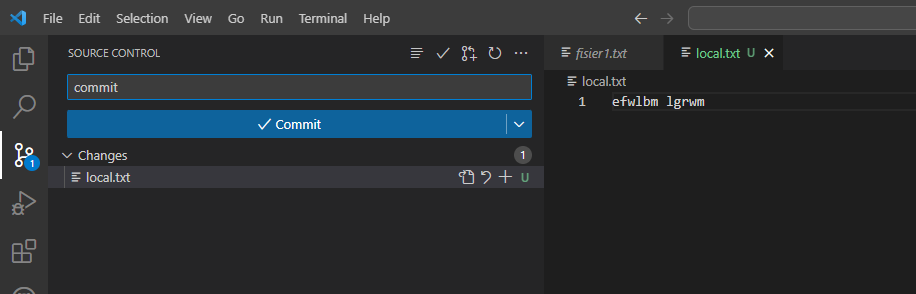 File Edit Selection View Go Run Terminal Help
SOURCE CONTROL
commit
Commit
Changes 1
local.txt U
1
fisier1.txt local.txt U
local.txt
1 efwlbm lgrwm